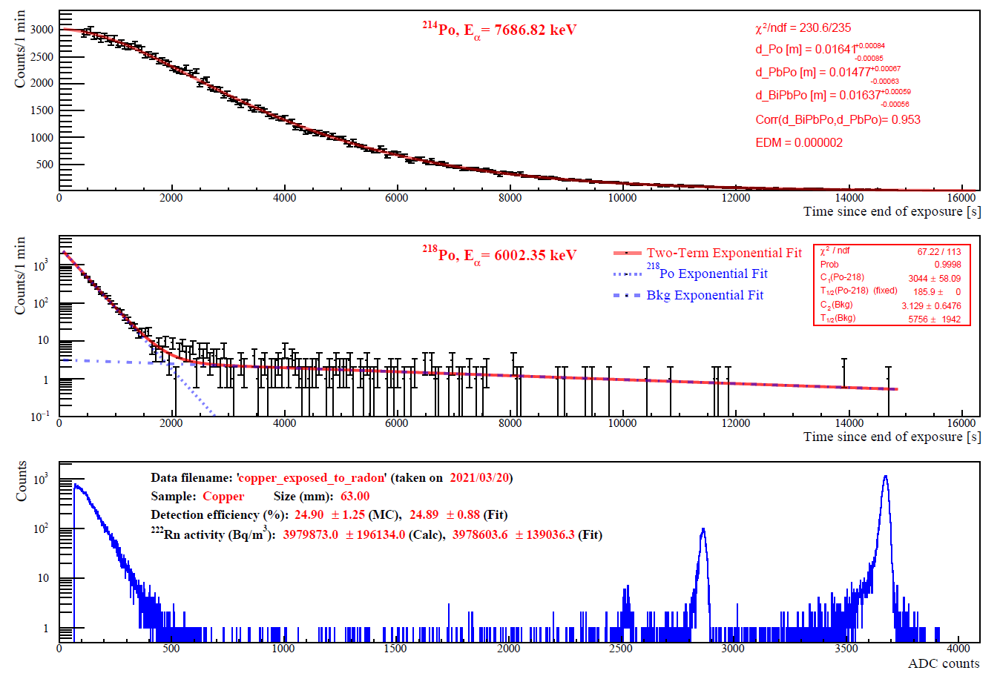 Counts/1 min
3000
2500
2000
1500
1000
500
²¹⁴Po, Eα= 7686.82 keV
χ²/ndf = 230.6/235
d_Po [m] = 0.01641+0.00084 -0.00085
d_PbPo [m] = 0.01477+0.00067 -0.00063
d_BiPbPo [m] = 0.01637+0.00059 -0.00056
Corr(d_BiPbPo,d_PbPo)= 0.953
EDM = 0.000002
0 2000 4000 6000 8000 10000 12000 14000 16000
Time since end of exposure [s]
Counts/1 min
10³
10²
10
1
10⁻¹
²¹⁸Po, Eα= 6002.35 keV
Two-Term Exponential Fit
²¹⁸Po Exponential Fit
Bkg Exponential Fit
χ² / ndf 67.22 / 113
Prob 0.9998
C₁(Po-218) 3044 ± 58.09
T₁/₂(Po-218) (fixed) 185.9 ± 0
C₂(Bkg) 3.129 ± 0.6476
T₁/₂(Bkg) 5756 ± 1942
0 2000 4000 6000 8000 10000 12000 14000 16000
Time since end of exposure [s]
Counts
10³
10²
10
1
Data filename: 'copper_exposed_to_radon' (taken on 2021/03/20)
Sample: Copper Size (mm): 63.00
Detection efficiency (%): 24.90 ± 1.25 (MC), 24.89 ± 0.88 (Fit)
²²²Rn activity (Bq/m³): 3979873.0 ± 196134.0 (Calc), 3978603.6 ± 139036.3 (Fit)
0 500 1000 1500 2000 2500 3000 3500 4000
ADC counts